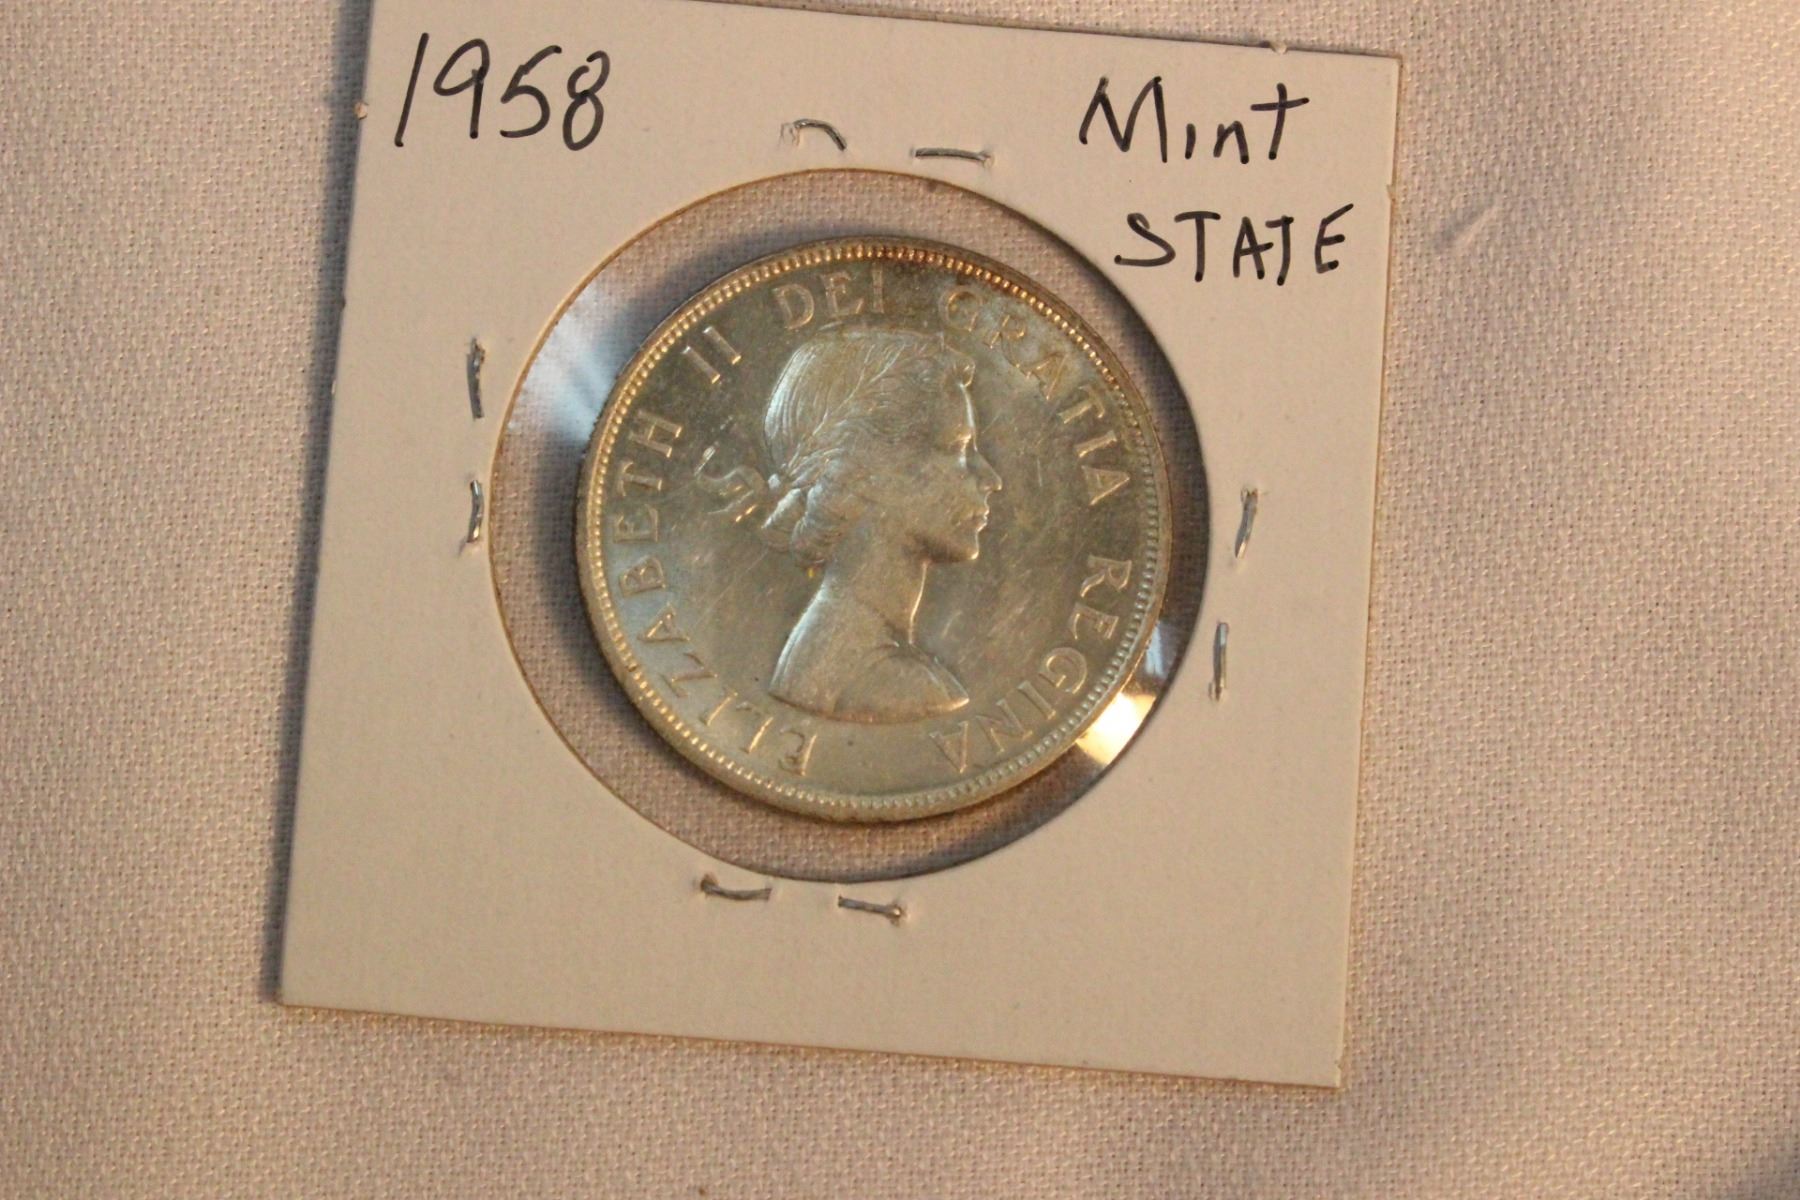 1958
Mint
STATE
ELIZABETH II DEI GRATIA REGINA